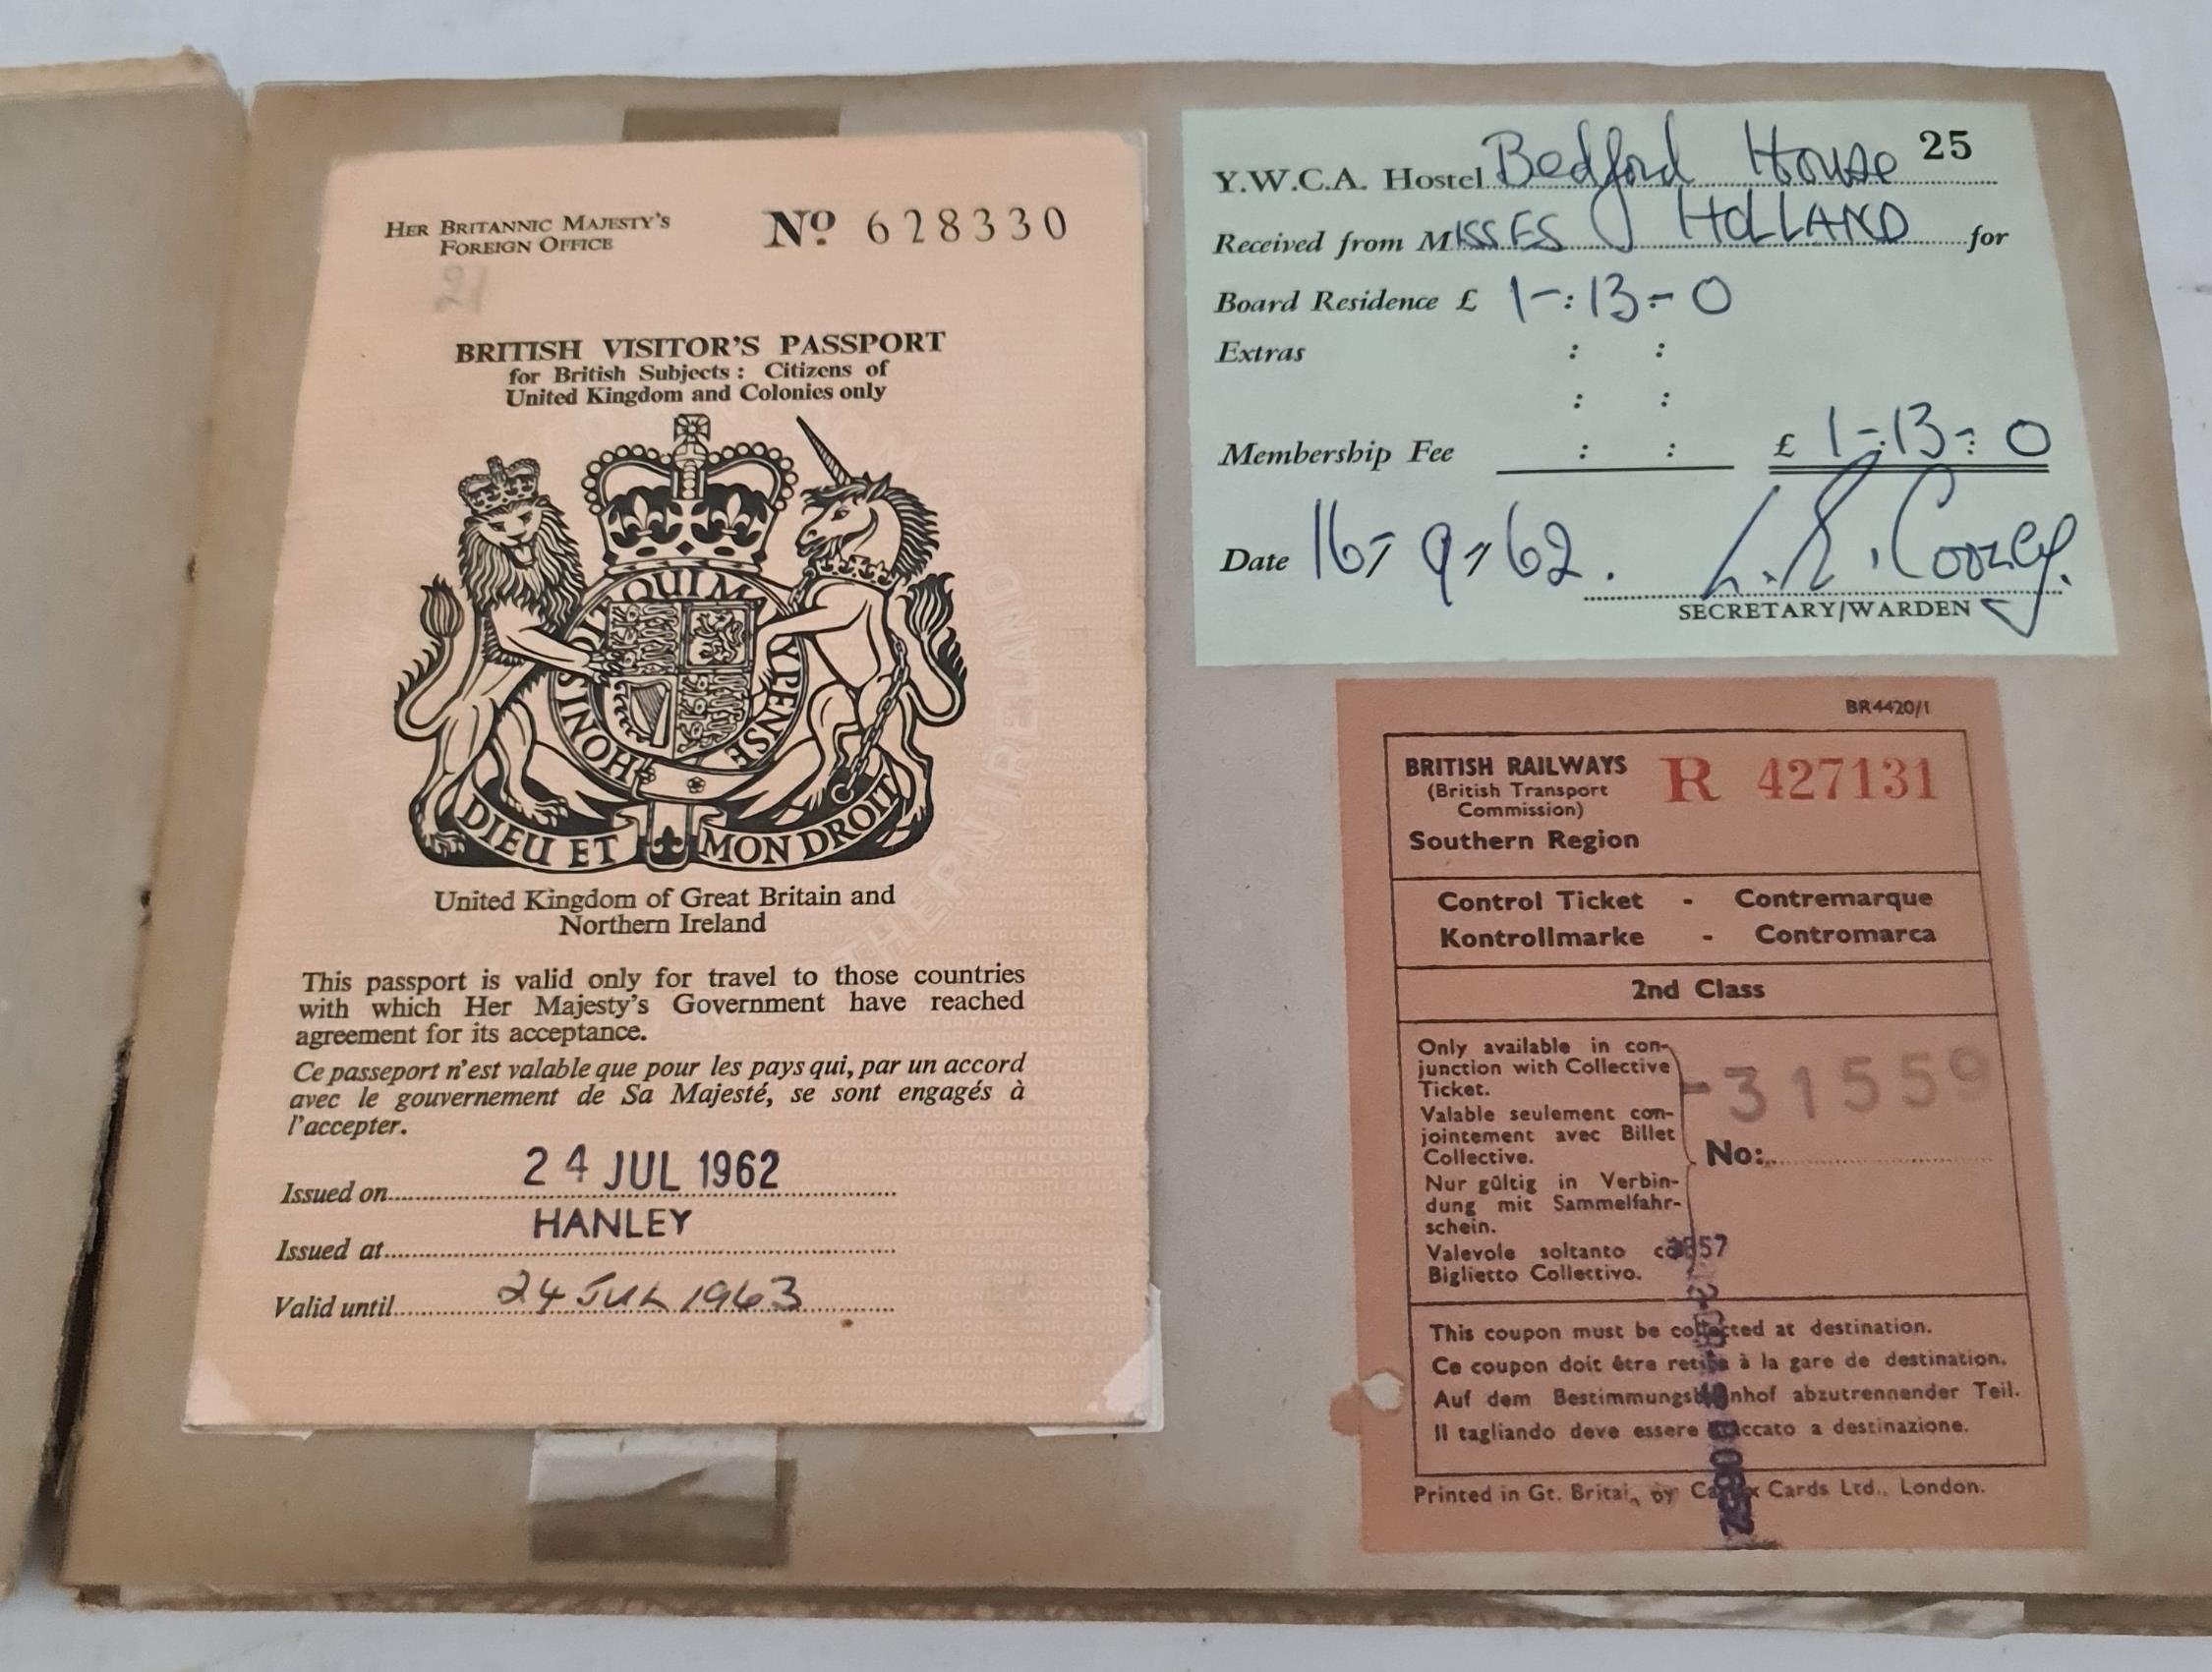 HER BRITANNIC MAJESTY'S
FOREIGN OFFICE
Nº 628330
21
BRITISH VISITOR'S PASSPORT
for British Subjects : Citizens of
United Kingdom and Colonies only
HONI SOIT QUI MAL Y PENSE
DIEU ET MON DROIT
United Kingdom of Great Britain and
Northern Ireland
This passport is valid only for travel to those countries
with which Her Majesty's Government have reached
agreement for its acceptance.
Ce passeport n'est valable que pour les pays qui, par un accord
avec le gouvernement de Sa Majesté, se sont engagés à
l'accepter.
Issued on 24 JUL 1962
Issued at HANLEY
Valid until 24 JUL 1963
25
Y.W.C.A. Hostel Bedford House
Received from MISSES J HOLLAND for
Board Residence £ 1-:13-0
Extras : :
: :
Membership Fee : : £ 1-:13-:0
Date 16, 9, 62.
SECRETARY/WARDEN
BR4420/1
BRITISH RAILWAYS
(British Transport
Commission)
Southern Region
R 427131
Control Ticket - Contremarque
Kontrollmarke - Contromarca
2nd Class
Only available in con-
junction with Collective
Ticket.
Valable seulement con-
jointement avec Billet
Collective.
Nur gültig in Verbin-
dung mit Sammelfahr-
schein.
Valevole soltanto
Biglietto Collectivo.
-31559
No:
This coupon must be collected at destination.
Ce coupon doit être retiré à la gare de destination.
Auf dem Bestimmungsbahnhof abzutrennender Teil.
Il tagliando deve essere staccato a destinazione.
Printed in Gt. Britain by Cards Ltd., London.